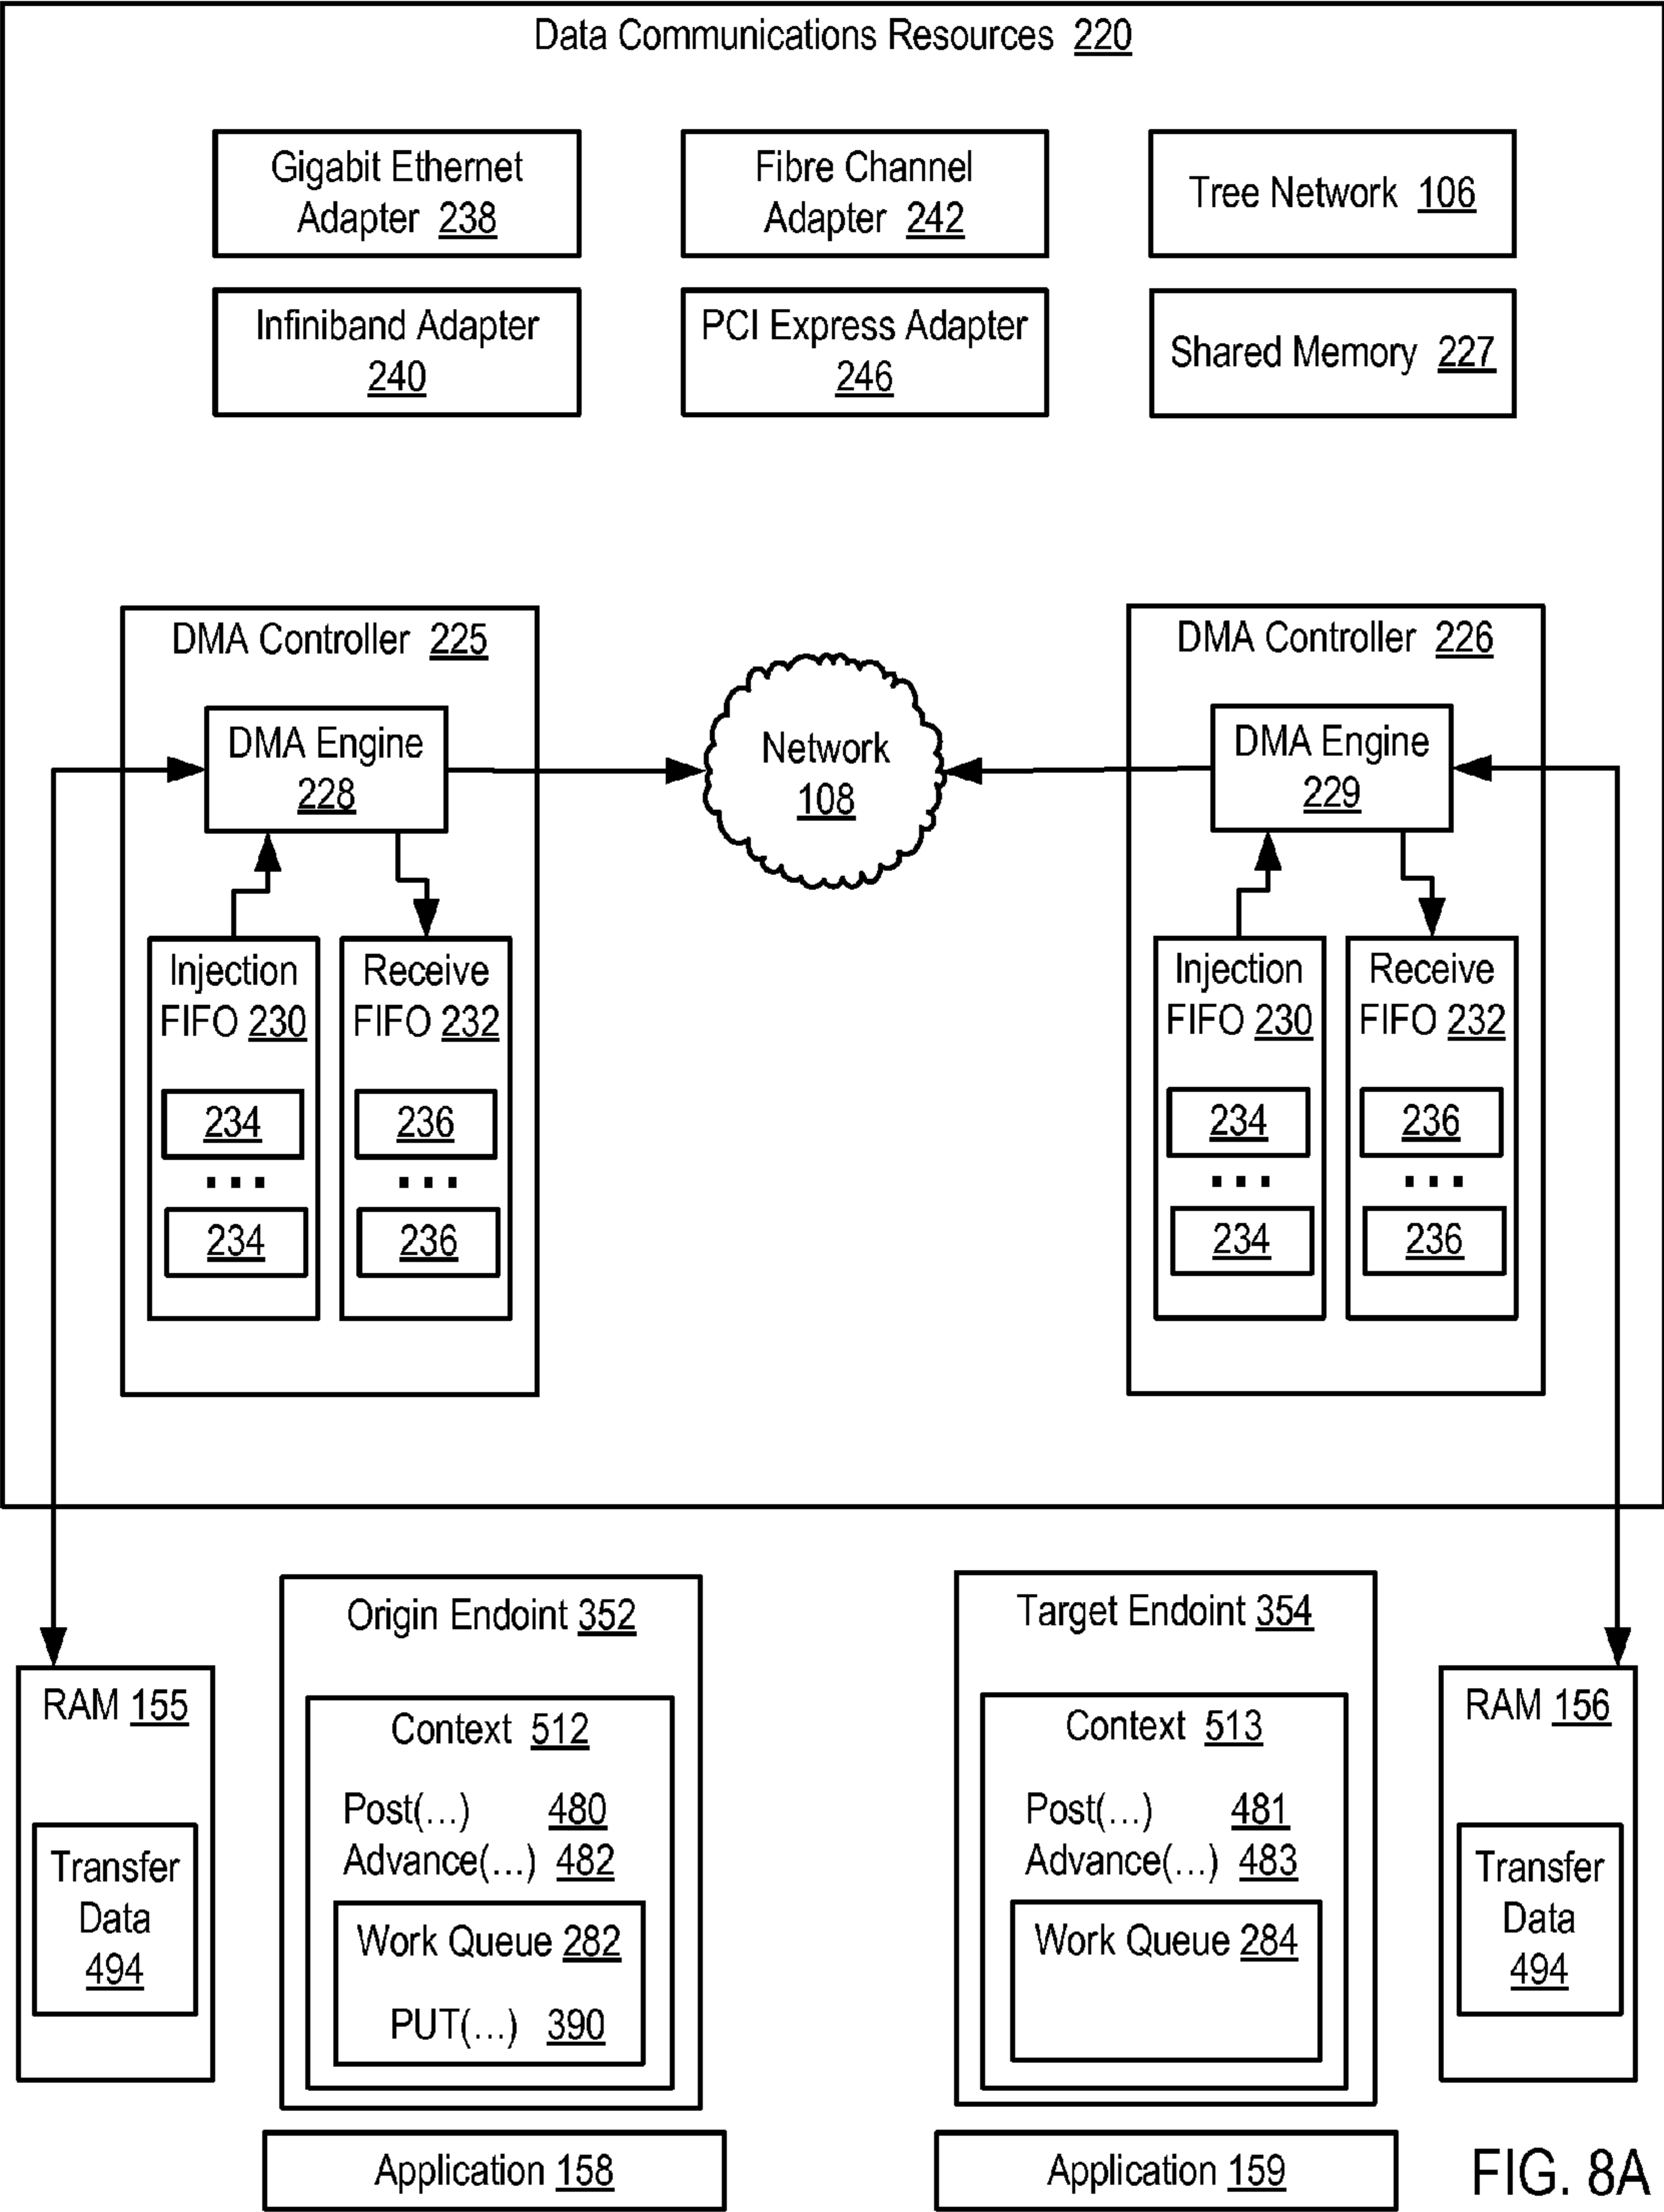 Data Communications Resources 220
Gigabit Ethernet
Adapter 238
Fibre Channel
Adapter 242
Tree Network 106
Infiniband Adapter
240
PCI Express Adapter
246
Shared Memory 227
DMA Controller 225
DMA Engine
228
Injection
FIFO 230
234
...
234
Receive
FIFO 232
236
...
236
Network
108
DMA Controller 226
DMA Engine
229
Injection
FIFO 230
234
...
234
Receive
FIFO 232
236
...
236
RAM 155
Transfer
Data
494
Origin Endoint 352
Context 512
Post(...) 480
Advance(...) 482
Work Queue 282
PUT(...) 390
Application 158
Target Endoint 354
Context 513
Post(...) 481
Advance(...) 483
Work Queue 284
Application 159
RAM 156
Transfer
Data
494
FIG. 8A